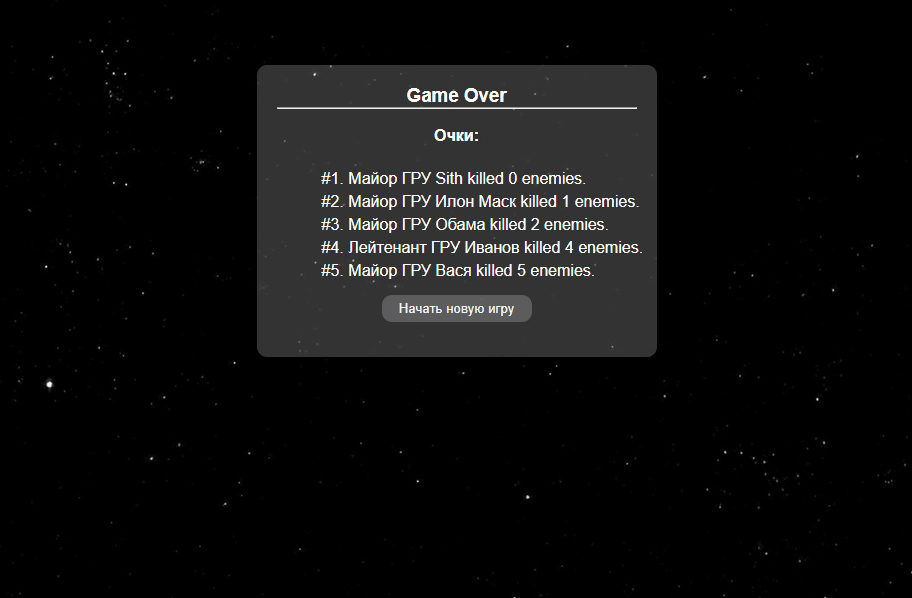 Game Over
Очки:
#1. Майор ГРУ Sith killed 0 enemies.
#2. Майор ГРУ Илон Маск killed 1 enemies.
#3. Майор ГРУ Обама killed 2 enemies.
#4. Лейтенант ГРУ Иванов killed 4 enemies.
#5. Майор ГРУ Вася killed 5 enemies.
Начать новую игру